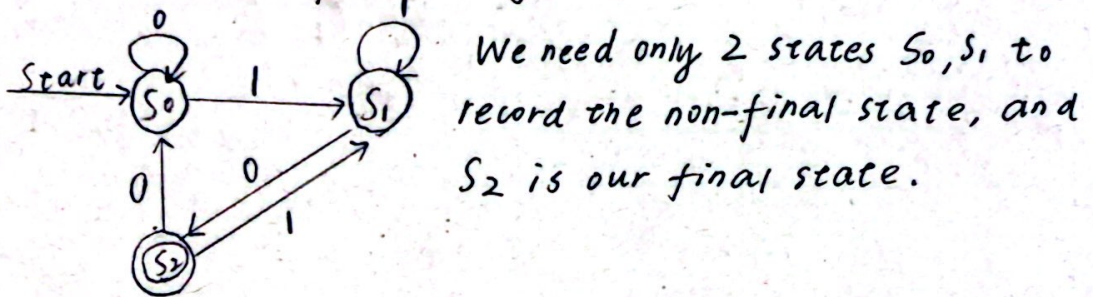 0
Start
S0
1
S1
We need only 2 states S0, S1 to
record the non-final state, and
S2 is our final state.
0
0
1
S2